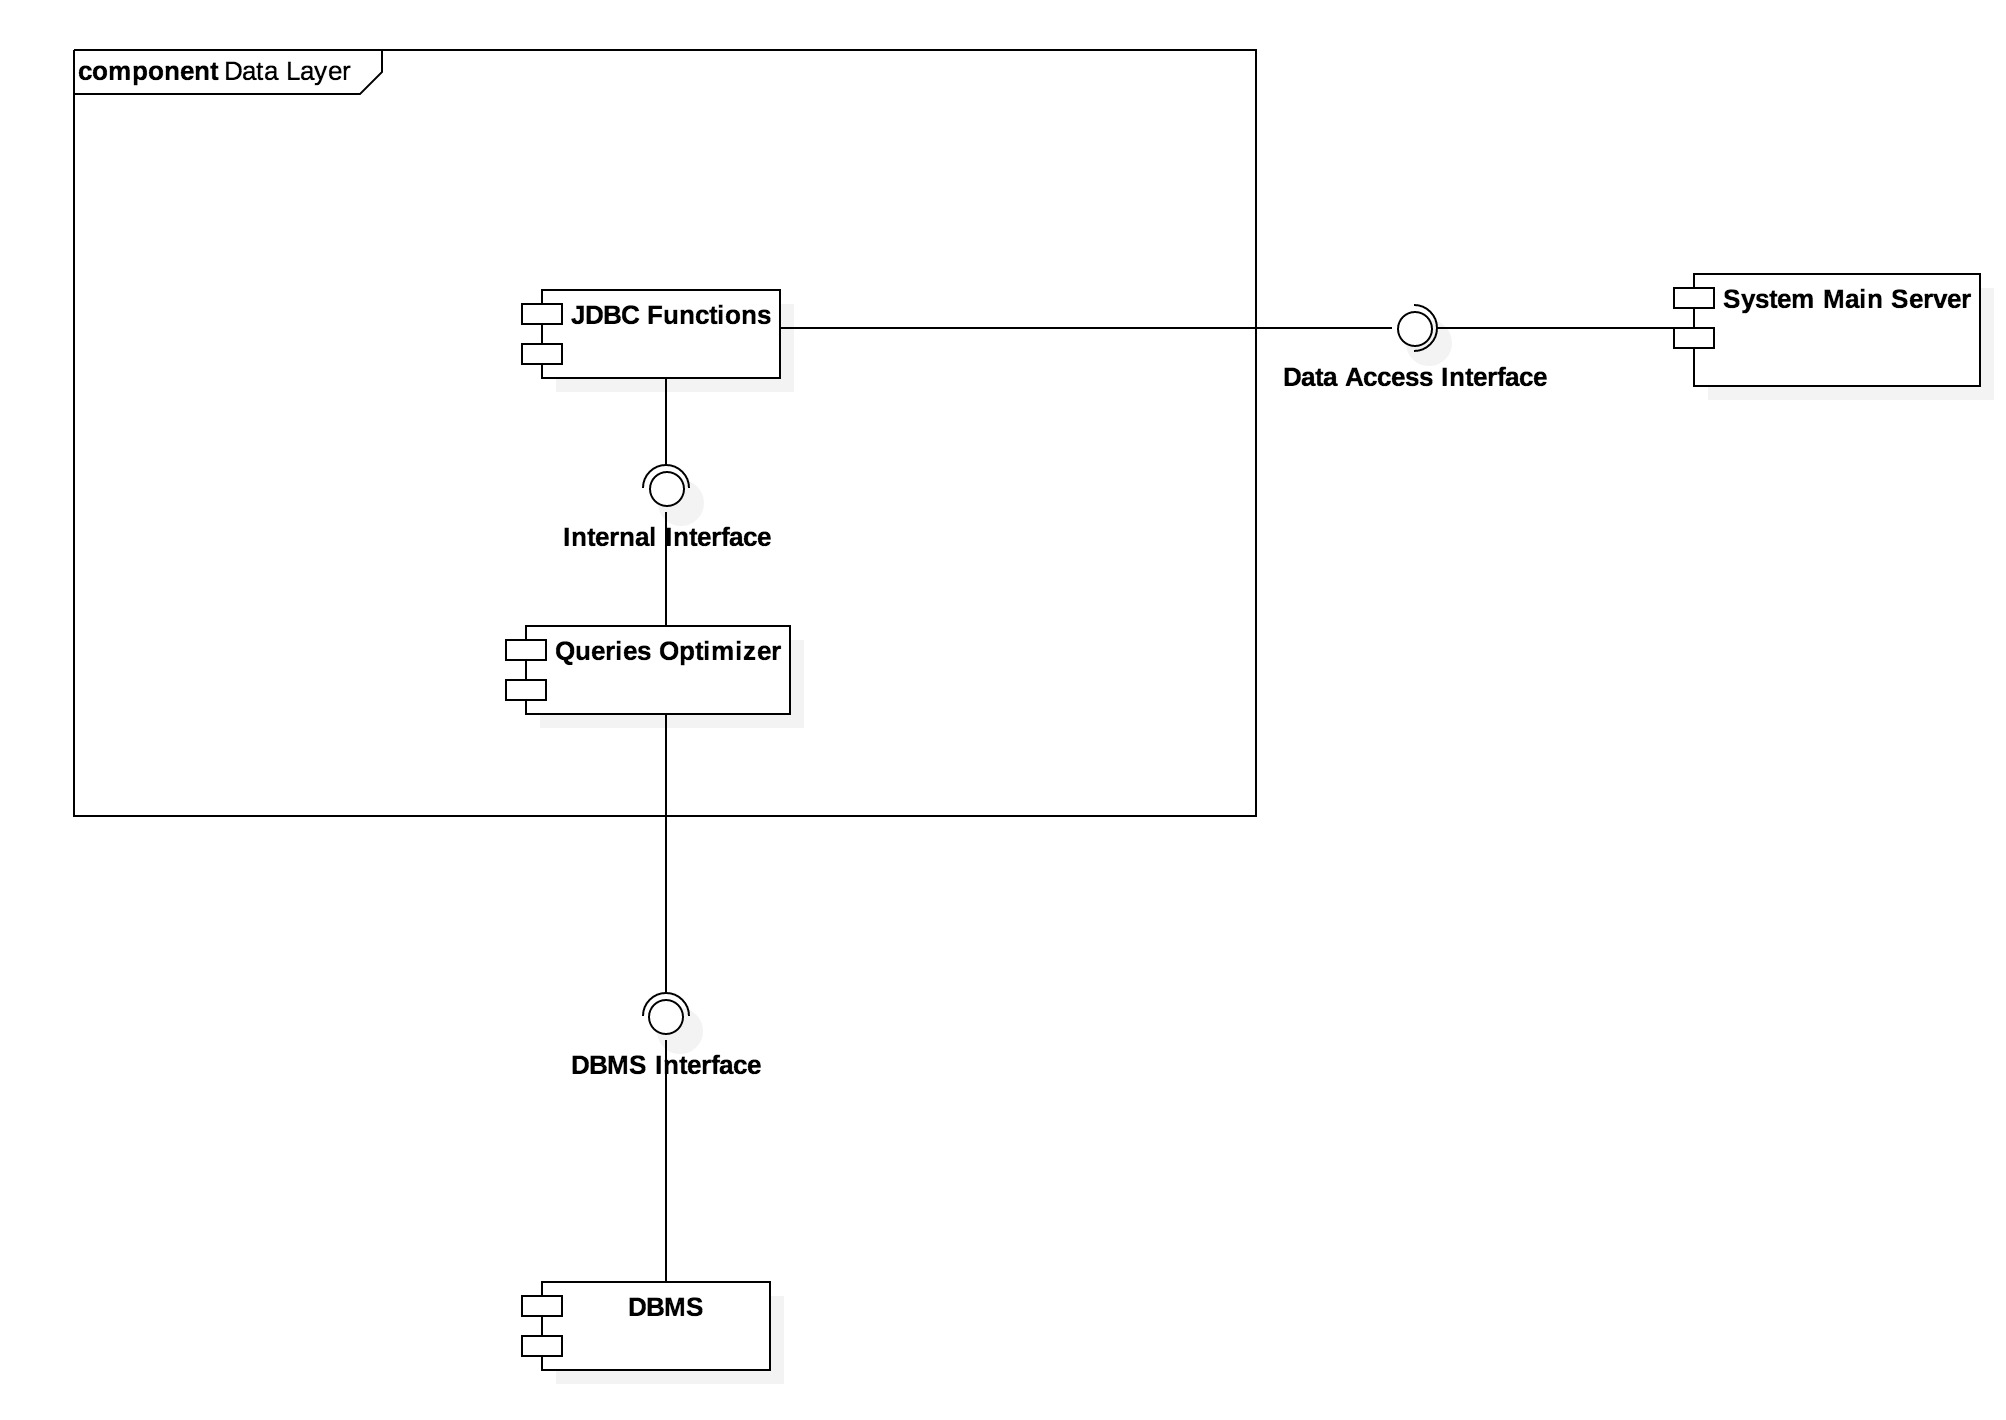 component Data Layer
JDBC Functions
System Main Server
Data Access Interface
Internal Interface
Queries Optimizer
DBMS Interface
DBMS